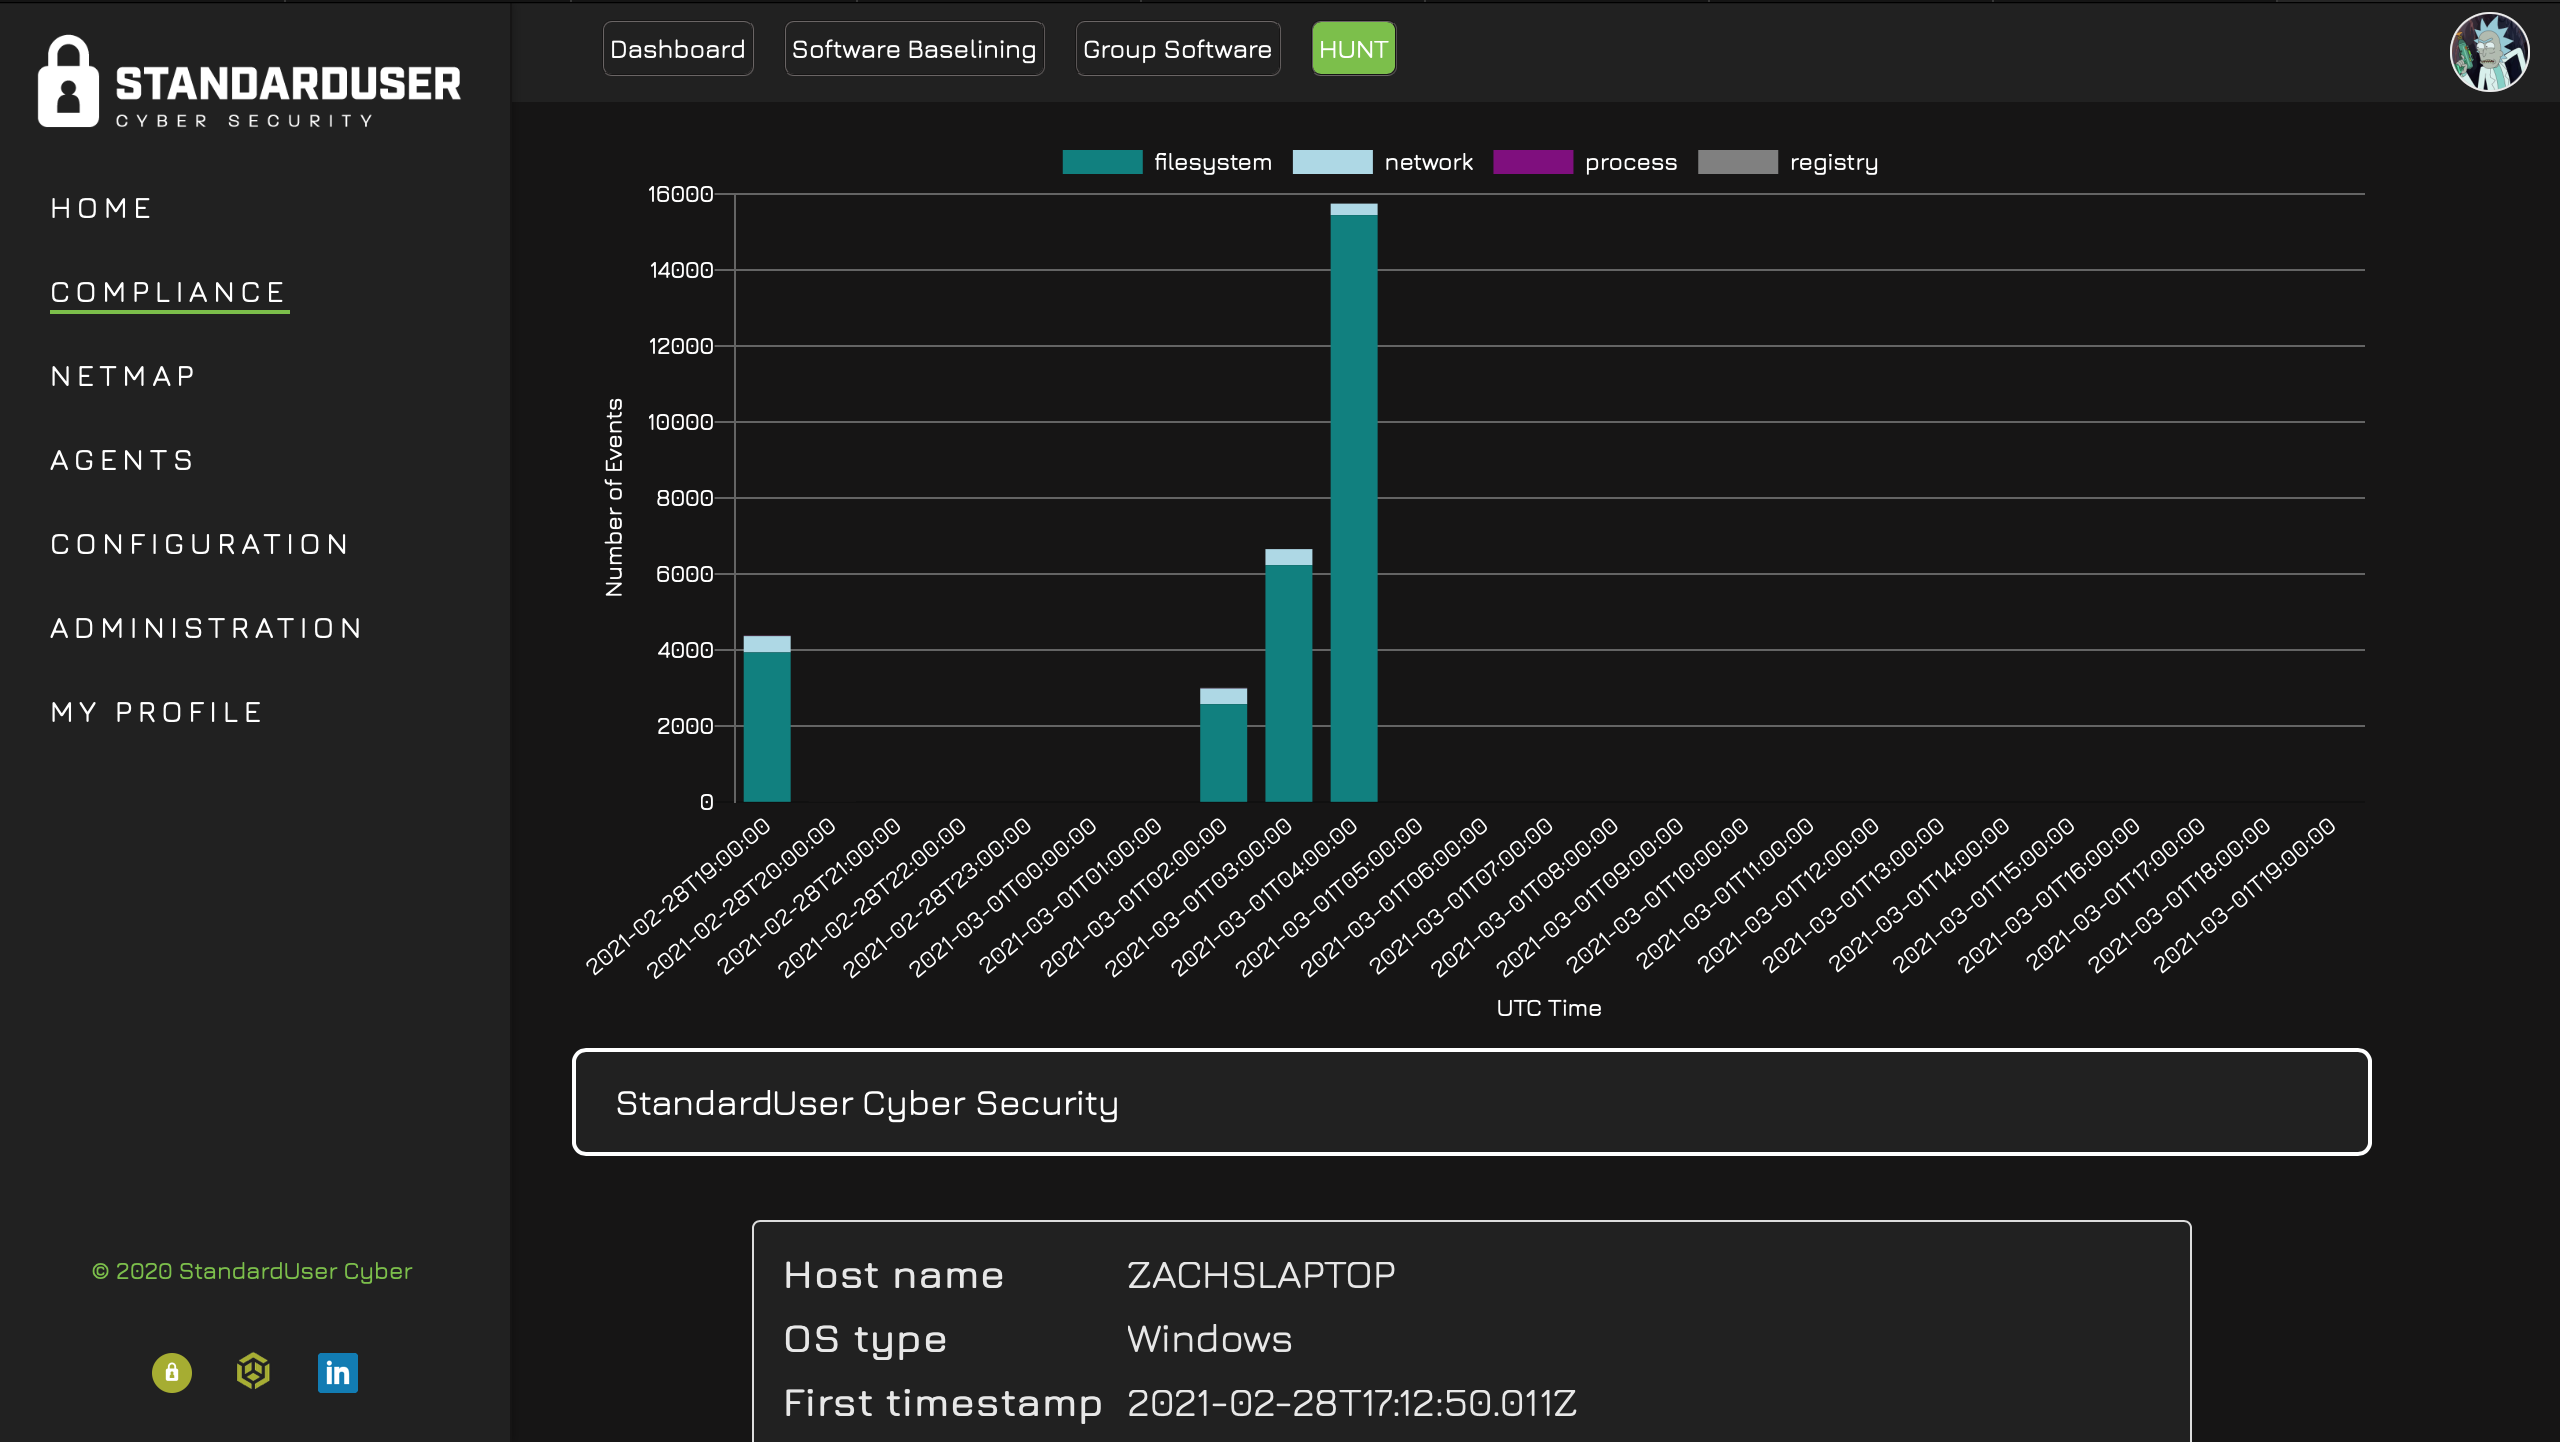 STANDARDUSER
CYBER SECURITY
HOME
COMPLIANCE
NETMAP
AGENTS
CONFIGURATION
ADMINISTRATION
MY PROFILE
© 2020 StandardUser Cyber
in
Dashboard Software Baselining Group Software HUNT
filesystem network process registry
Number of Events
16000
14000
12000
10000
8000
6000
4000
2000
0
2021-02-28T19:00:00
2021-02-28T20:00:00
2021-02-28T21:00:00
2021-02-28T22:00:00
2021-02-28T23:00:00
2021-03-01T00:00:00
2021-03-01T01:00:00
2021-03-01T02:00:00
2021-03-01T03:00:00
2021-03-01T04:00:00
2021-03-01T05:00:00
2021-03-01T06:00:00
2021-03-01T07:00:00
2021-03-01T08:00:00
2021-03-01T09:00:00
2021-03-01T10:00:00
2021-03-01T11:00:00
2021-03-01T12:00:00
2021-03-01T13:00:00
2021-03-01T14:00:00
2021-03-01T15:00:00
2021-03-01T16:00:00
2021-03-01T17:00:00
2021-03-01T18:00:00
2021-03-01T19:00:00
UTC Time
StandardUser Cyber Security
Host name ZACHSLAPTOP
OS type Windows
First timestamp 2021-02-28T17:12:50.011Z